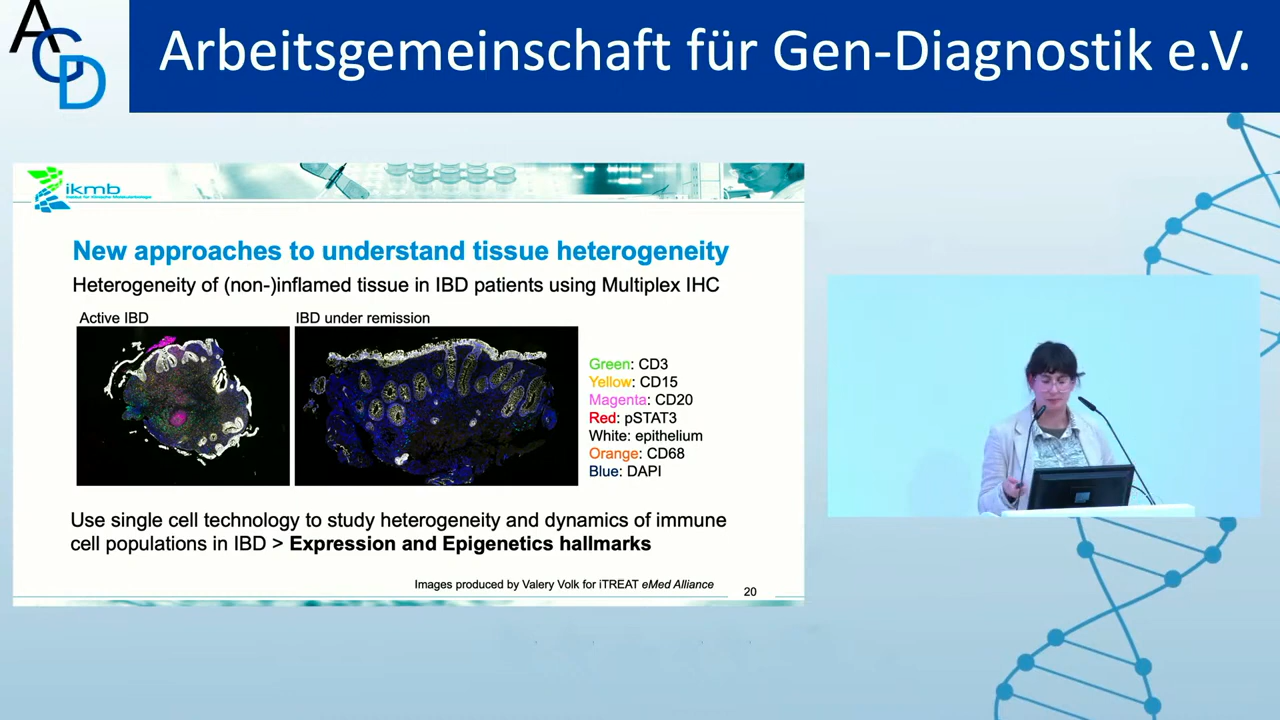 AGD
Arbeitsgemeinschaft für Gen-Diagnostik e.V.
ikmb
New approaches to understand tissue heterogeneity
Heterogeneity of (non-)inflamed tissue in IBD patients using Multiplex IHC
Active IBD
IBD under remission
Green: CD3
Yellow: CD15
Magenta: CD20
Red: pSTAT3
White: epithelium
Orange: CD68
Blue: DAPI
Use single cell technology to study heterogeneity and dynamics of immune
cell populations in IBD > Expression and Epigenetics hallmarks
Images produced by Valery Volk for iTREAT eMed Alliance
20